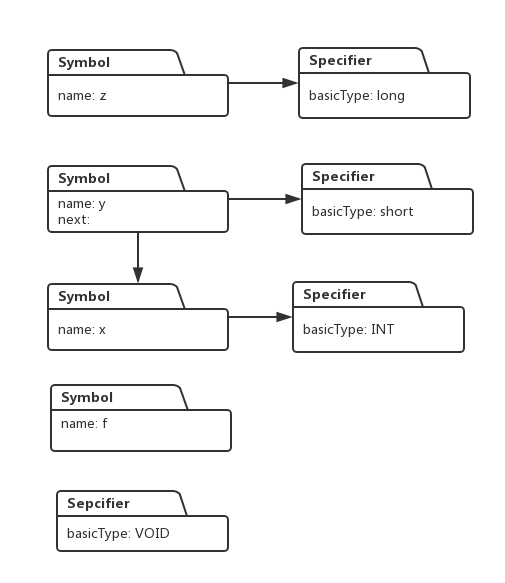 Symbol
name: z
Specifier
basicType: long
Symbol
name: y
next:
Specifier
basicType: short
Symbol
name: x
Specifier
basicType: INT
Symbol
name: f
Sepcifier
basicType: VOID